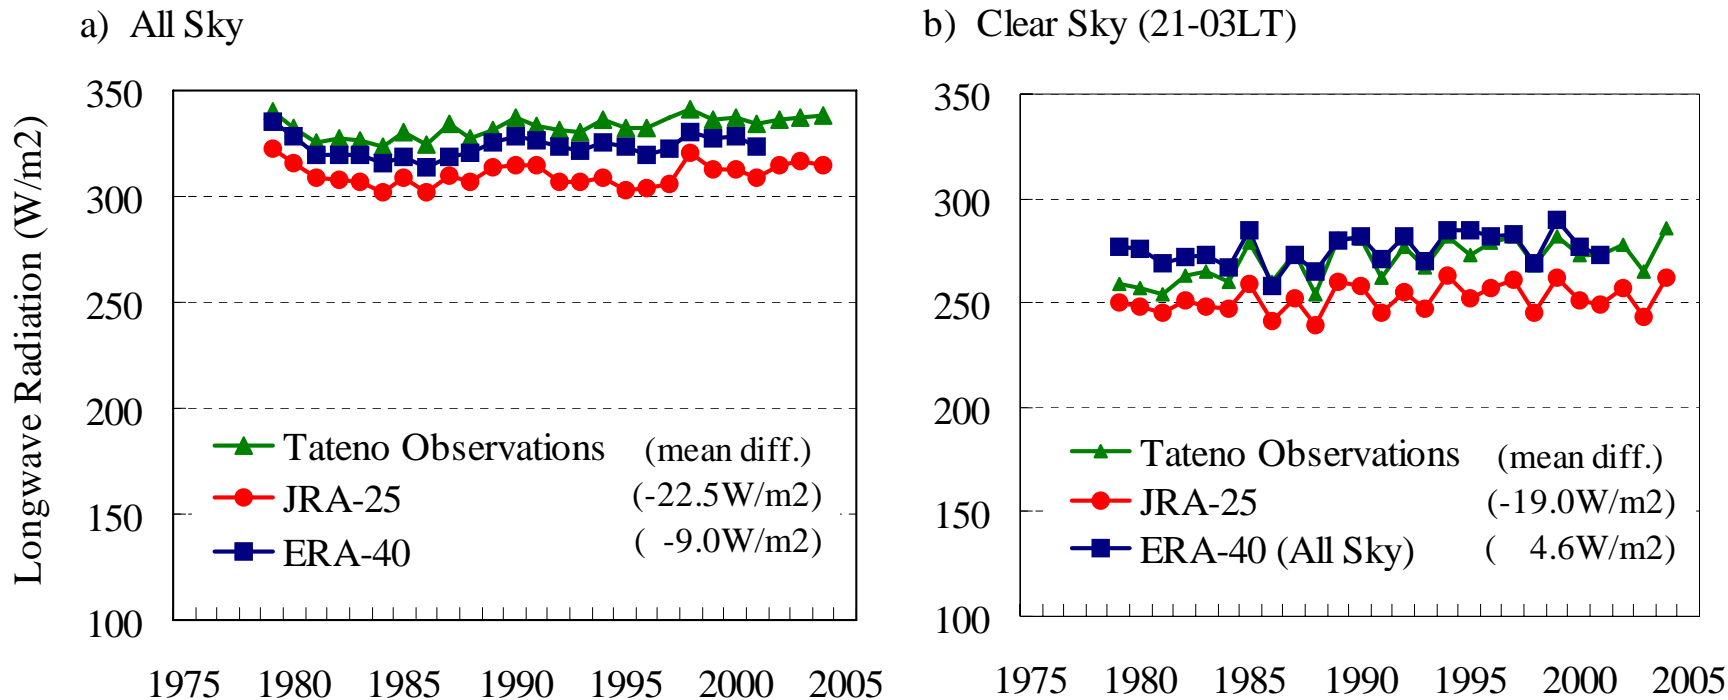 a) All Sky
b) Clear Sky (21-03LT)
Longwave Radiation (W/m2)
350
300
250
200
150
100
Tateno Observations (mean diff.)
JRA-25 (-22.5W/m2)
ERA-40 ( -9.0W/m2)
1975 1980 1985 1990 1995 2000 2005
350
300
250
200
150
100
Tateno Observations (mean diff.)
JRA-25 (-19.0W/m2)
ERA-40 (All Sky) ( 4.6W/m2)
1975 1980 1985 1990 1995 2000 2005